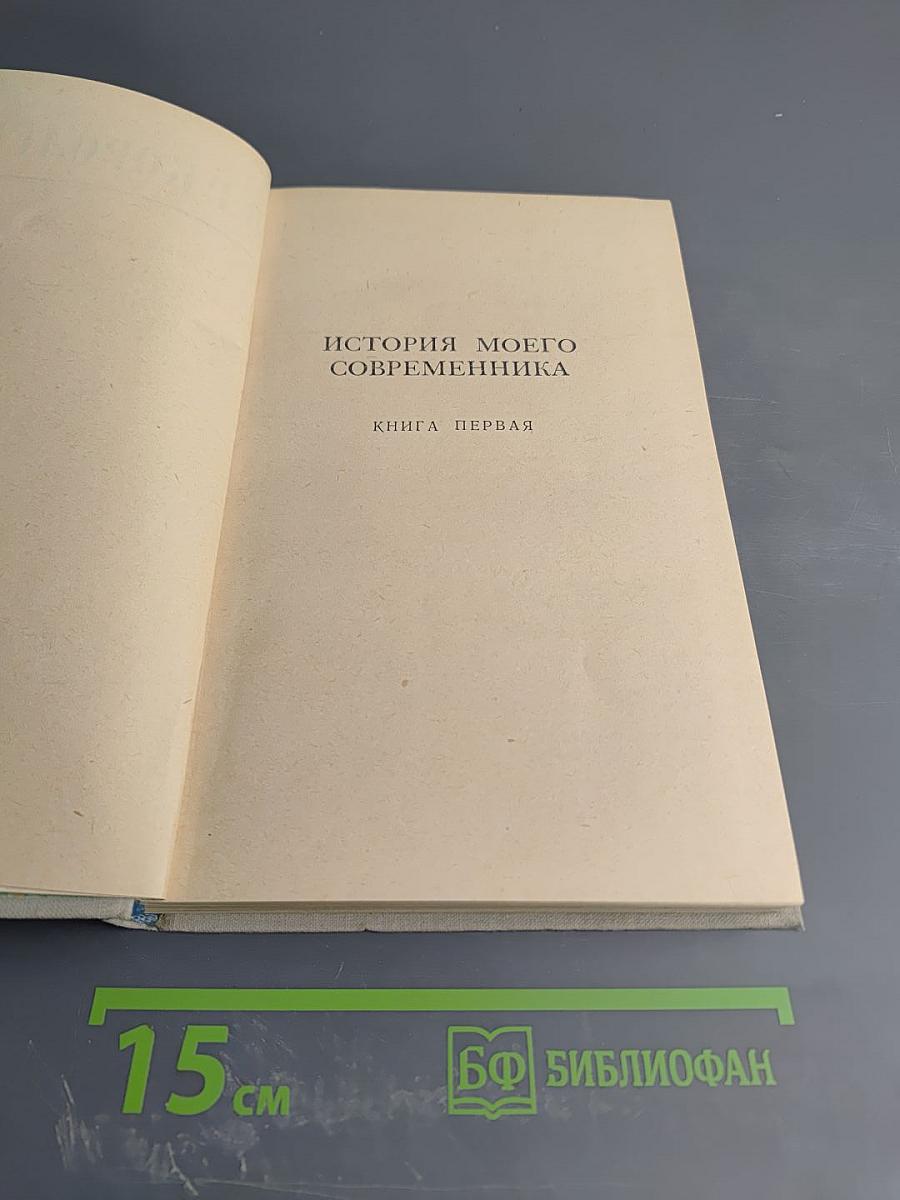 ИСТОРИЯ МОЕГО
СОВРЕМЕННИКА
КНИГА ПЕРВАЯ
15 см
БФ БИБЛИОФАН